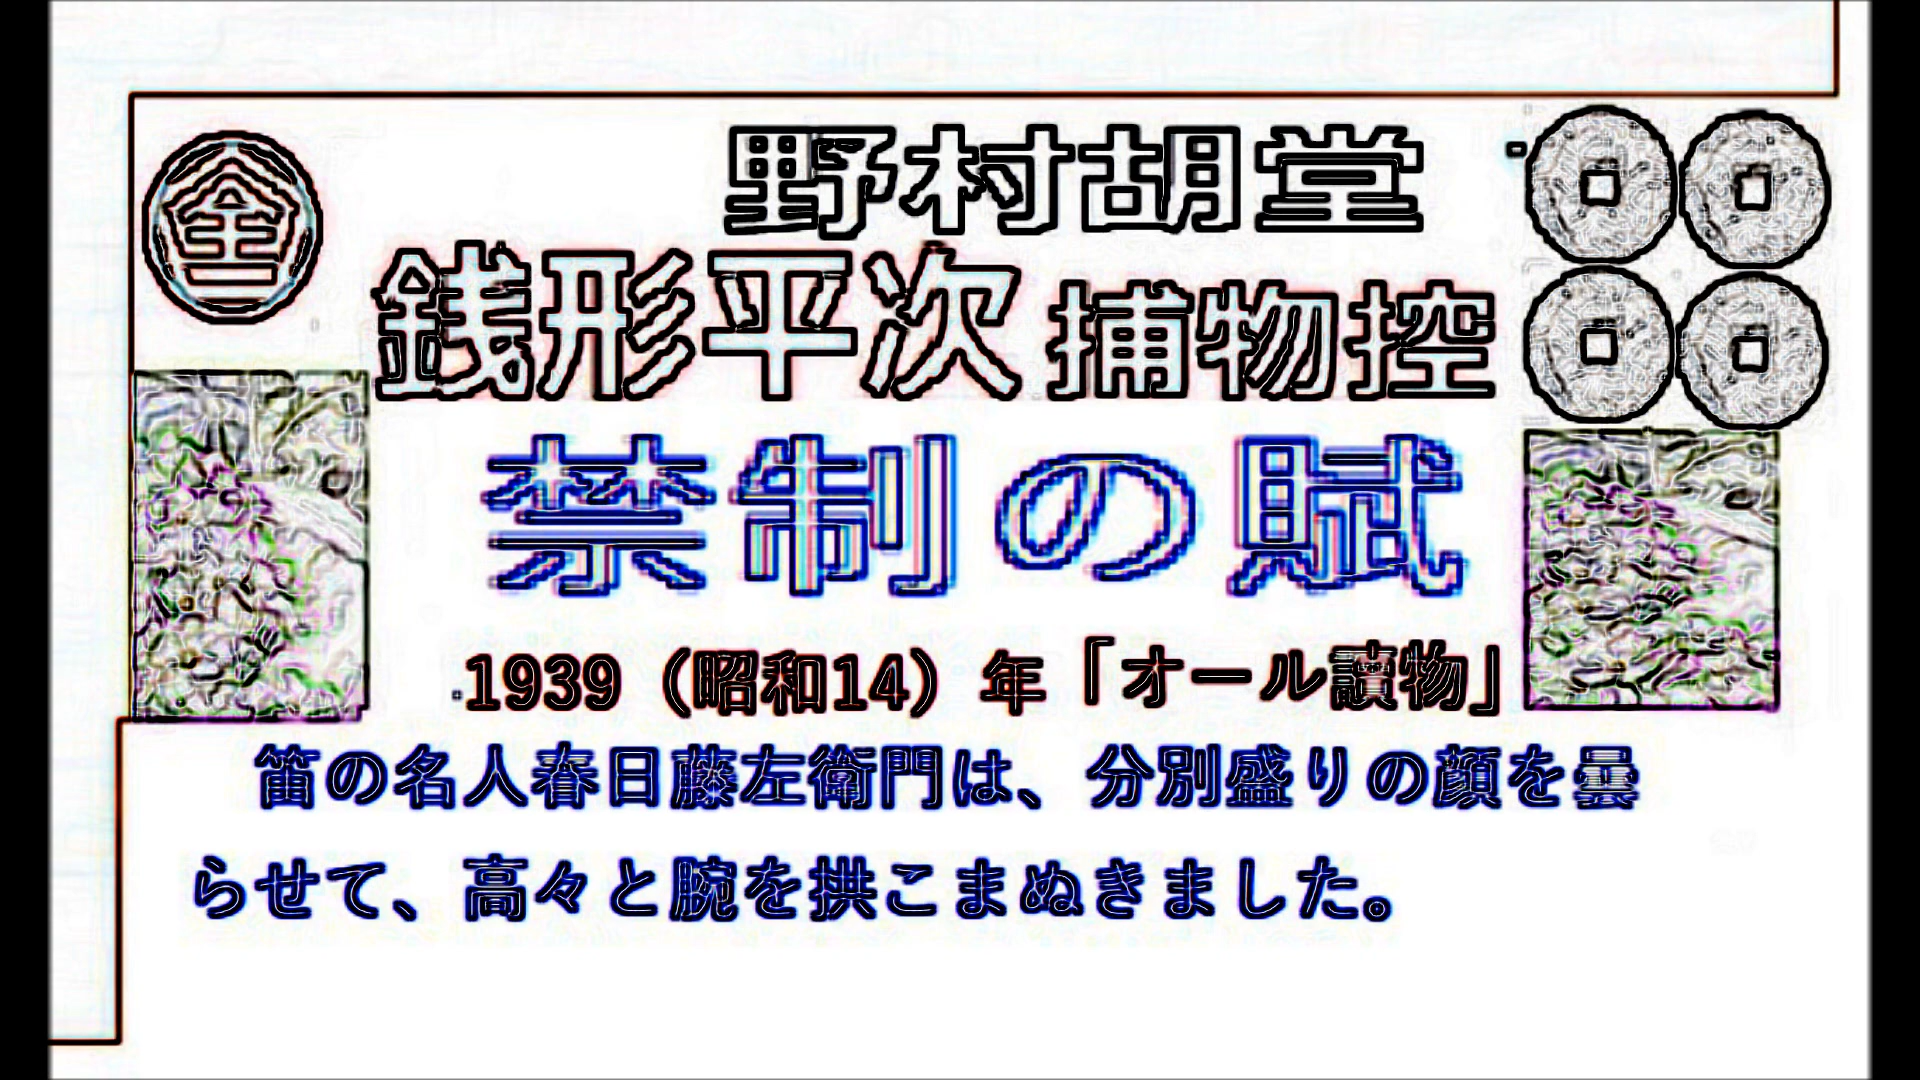 野村胡堂
銭形平次 捕物控
禁制の賦
1939（昭和14）年「オール讀物」
笛の名人春日藤左衛門は、分別盛りの顔を曇
らせて、高々と腕を拱こまぬきました。